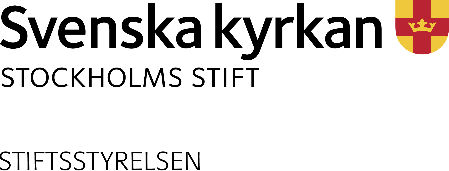 Svenska kyrkan
STOCKHOLMS STIFT
STIFTSSTYRELSEN